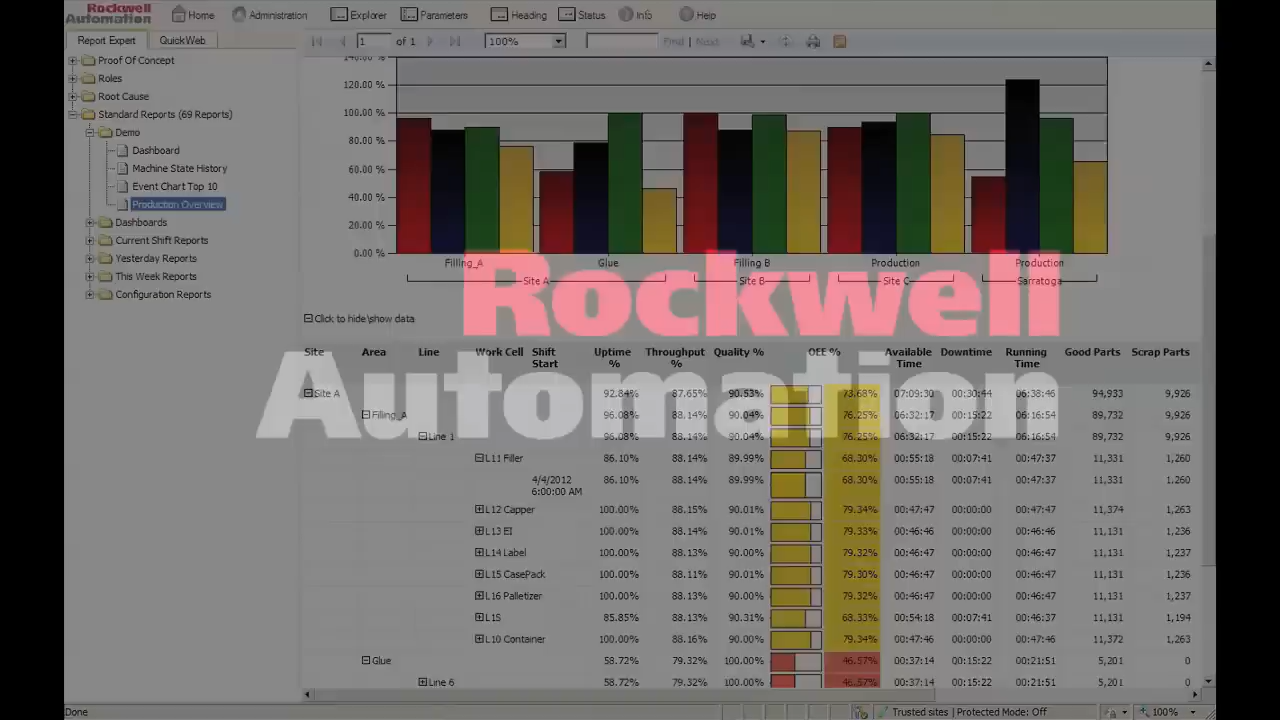 Rockwell Automation
Home Administration Explorer Parameters Heading Status Info Help
Report Expert QuickWeb
1 of 1 100% Find | Next
Proof Of Concept
Roles
Root Cause
Standard Reports (69 Reports)
Demo
Dashboard
Machine State History
Event Chart Top 10
Production Overview
Dashboards
Current Shift Reports
Yesterday Reports
This Week Reports
Configuration Reports
140.00 %
120.00 %
100.00 %
80.00 %
60.00 %
40.00 %
20.00 %
0.00 %
Filling_A Glue Filling B Production Production
Site A Site B Site C Sarratoga
Rockwell
Automation
Click to hide\show data
Site Area Line Work Cell Shift Start Uptime % Throughput % Quality % OEE % Available Time Downtime Running Time Good Parts Scrap Parts
Site A 92.84% 87.65% 90.53% 73.68% 07:09:30 00:30:44 06:38:46 94,933 9,926
Filling_A 96.08% 88.14% 90.04% 76.25% 06:32:17 00:15:22 06:16:54 89,732 9,926
Line 1 96.08% 88.14% 90.04% 76.25% 06:32:17 00:15:22 06:16:54 89,732 9,926
L11 Filler 86.10% 88.14% 89.99% 68.30% 00:55:18 00:07:41 00:47:37 11,331 1,260
4/4/2012 6:00:00 AM 86.10% 88.14% 89.99% 68.30% 00:55:18 00:07:41 00:47:37 11,331 1,260
L12 Capper 100.00% 88.15% 90.01% 79.34% 00:47:47 00:00:00 00:47:47 11,374 1,263
L13 EI 100.00% 88.14% 90.01% 79.33% 00:46:46 00:00:00 00:46:46 11,131 1,236
L14 Label 100.00% 88.13% 90.00% 79.32% 00:46:47 00:00:00 00:46:47 11,131 1,237
L15 CasePack 100.00% 88.11% 90.01% 79.30% 00:46:47 00:00:00 00:46:47 11,131 1,236
L16 Palletizer 100.00% 88.13% 90.00% 79.32% 00:46:47 00:00:00 00:46:47 11,131 1,237
L1S 85.85% 88.13% 90.31% 68.33% 00:54:18 00:07:41 00:46:37 11,131 1,194
L10 Container 100.00% 88.16% 90.00% 79.34% 00:47:46 00:00:00 00:47:46 11,372 1,263
Glue 58.72% 79.32% 100.00% 46.57% 00:37:14 00:15:22 00:21:51 5,201 0
Line 6 58.72% 79.32% 100.00% 46.57% 00:37:14 00:15:22 00:21:51 5,201 0
Done Trusted sites | Protected Mode: Off 100%